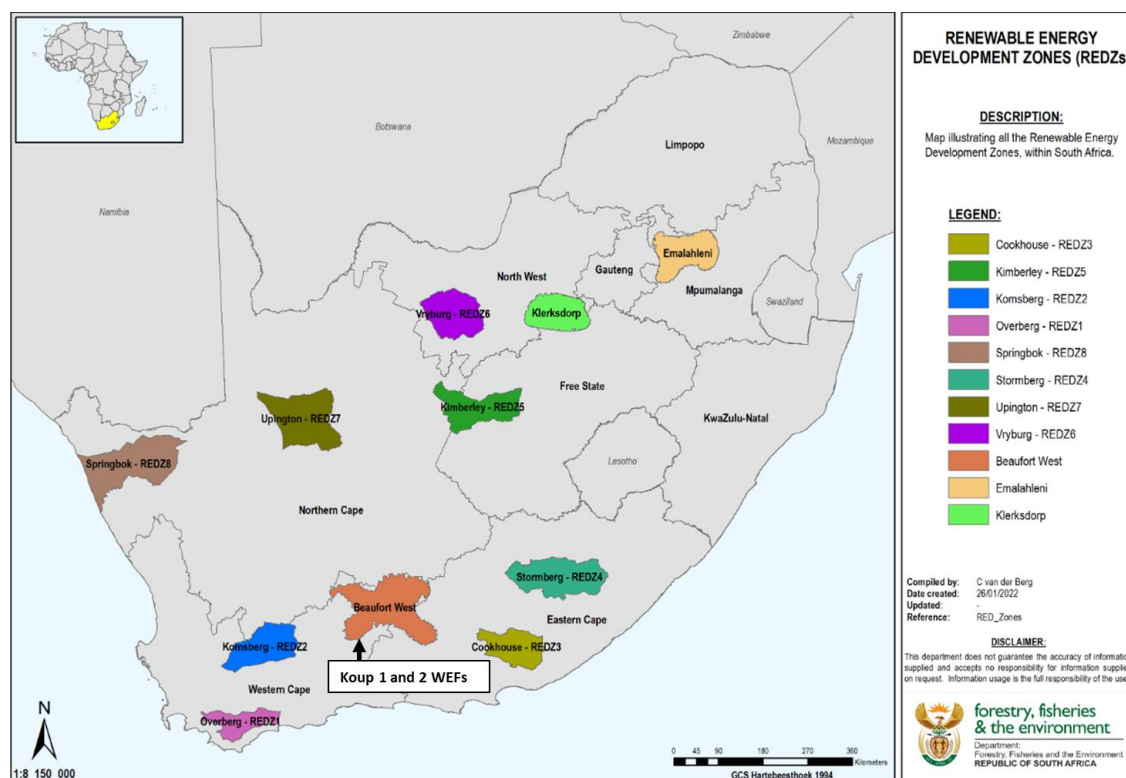 Zimbabwe
Botswana
Limpopo
Mozambique
Namibia
Emalahleni
Gauteng
North West
Mpumalanga
Swaziland
Vryburg - REDZ6
Klerksdorp
Free State
Kimberley - REDZ5
Upington - REDZ7
KwaZulu-Natal
Springbok - REDZ8
Lesotho
Northern Cape
Stormberg - REDZ4
Beaufort West
Eastern Cape
Komsberg - REDZ2
Cookhouse - REDZ3
Koup 1 and 2 WEFs
Western Cape
Overberg - REDZ1
N
1:8 150 000
0 45 90 180 270 360
Kilometers
GCS Hartebeesthoek 1994
RENEWABLE ENERGY
DEVELOPMENT ZONES (REDZs
DESCRIPTION:
Map illustrating all the Renewable Energy
Development Zones, within South Africa.
LEGEND:
Cookhouse - REDZ3
Kimberley - REDZ5
Komsberg - REDZ2
Overberg - REDZ1
Springbok - REDZ8
Stormberg - REDZ4
Upington - REDZ7
Vryburg - REDZ6
Beaufort West
Emalahleni
Klerksdorp
Compiled by: C van der Berg
Date created: 26/01/2022
Updated: -
Reference: RED_Zones
DISCLAIMER:
This department does not guarantee the accuracy of informatio
supplied and accepts no responsibility for information supplie
on request. Information usage is the full responsibility of the use
forestry, fisheries
& the environment
Department:
Forestry, Fisheries and the Environment
REPUBLIC OF SOUTH AFRICA